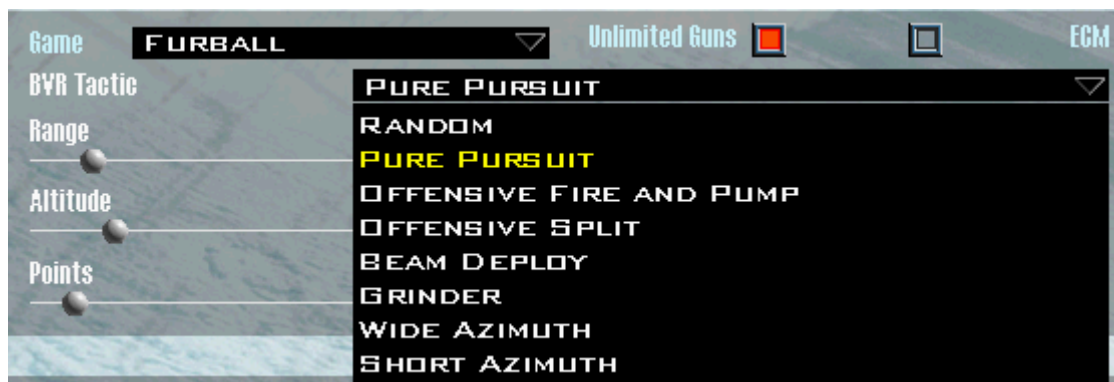 Game FURBALL Unlimited Guns ECM
BVR Tactic PURE PURSUIT
RANDOM
Range
PURE PURSUIT
OFFENSIVE FIRE AND PUMP
Altitude
OFFENSIVE SPLIT
BEAM DEPLOY
Points
GRINDER
WIDE AZIMUTH
SHORT AZIMUTH